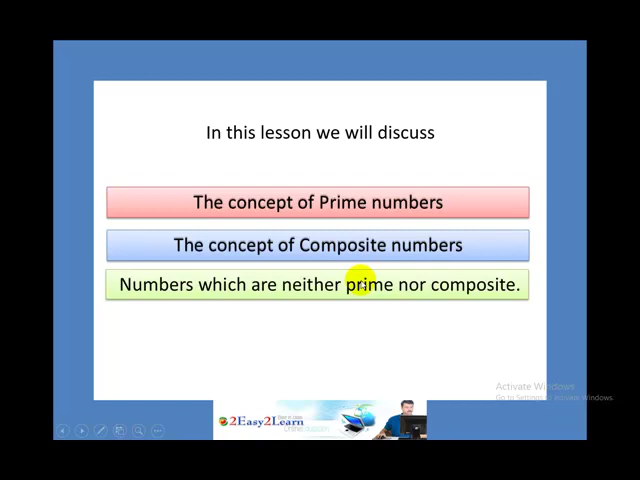 In this lesson we will discuss
The concept of Prime numbers
The concept of Composite numbers
Numbers which are neither prime nor composite.
Activate Windows
Go to Settings to activate Windows.
2Easy2Learn
Online